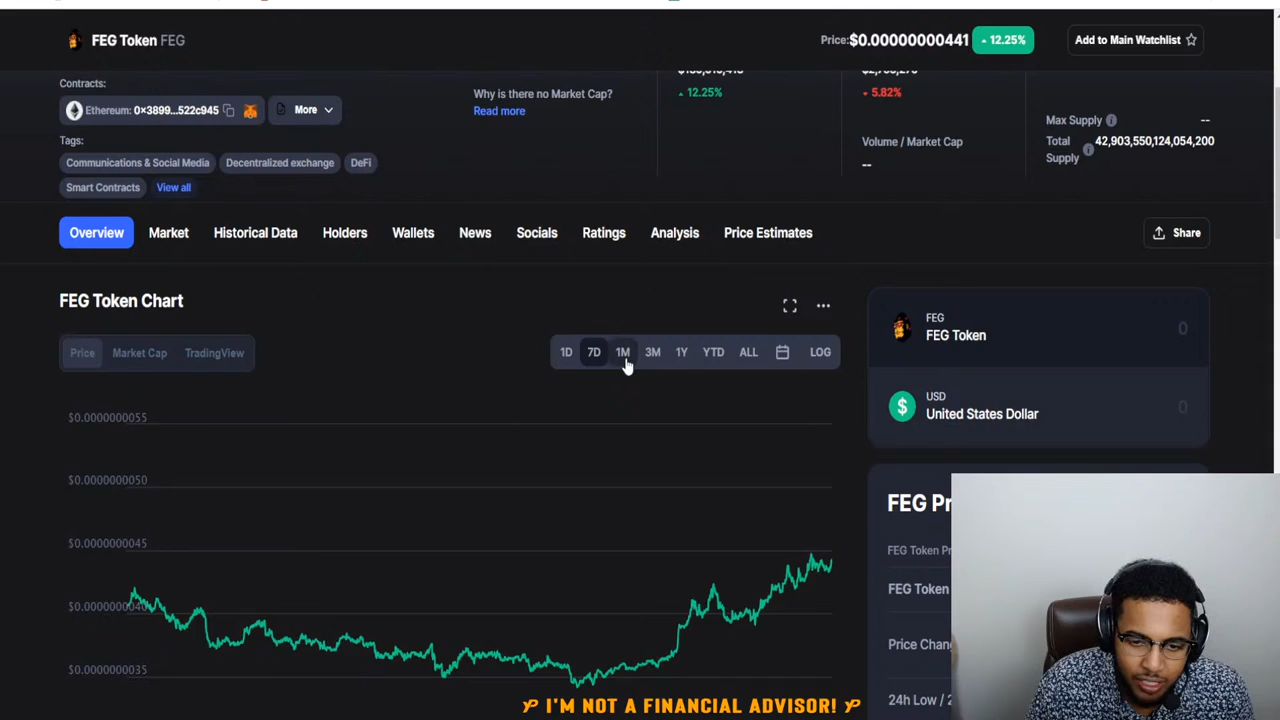 FEG Token FEG
Price:$0.00000000441
12.25%
Add to Main Watchlist
Contracts:
Ethereum: 0×3899...522c945
More
Why is there no Market Cap?
Read more
12.25%
5.82%
Volume / Market Cap
--
Max Supply
--
Total Supply
42,903,550,124,054,200
Tags:
Communications & Social Media
Decentralized exchange
DeFi
Smart Contracts
View all
Overview
Market
Historical Data
Holders
Wallets
News
Socials
Ratings
Analysis
Price Estimates
Share
FEG Token Chart
Price
Market Cap
TradingView
1D
7D
1M
3M
1Y
YTD
ALL
LOG
$0.0000000055
$0.0000000050
$0.0000000045
$0.0000000040
$0.0000000035
FEG
FEG Token
0
USD
United States Dollar
0
FEG Pr
FEG Token Pr
FEG Token
Price Chang
24h Low /
I'M NOT A FINANCIAL ADVISOR!